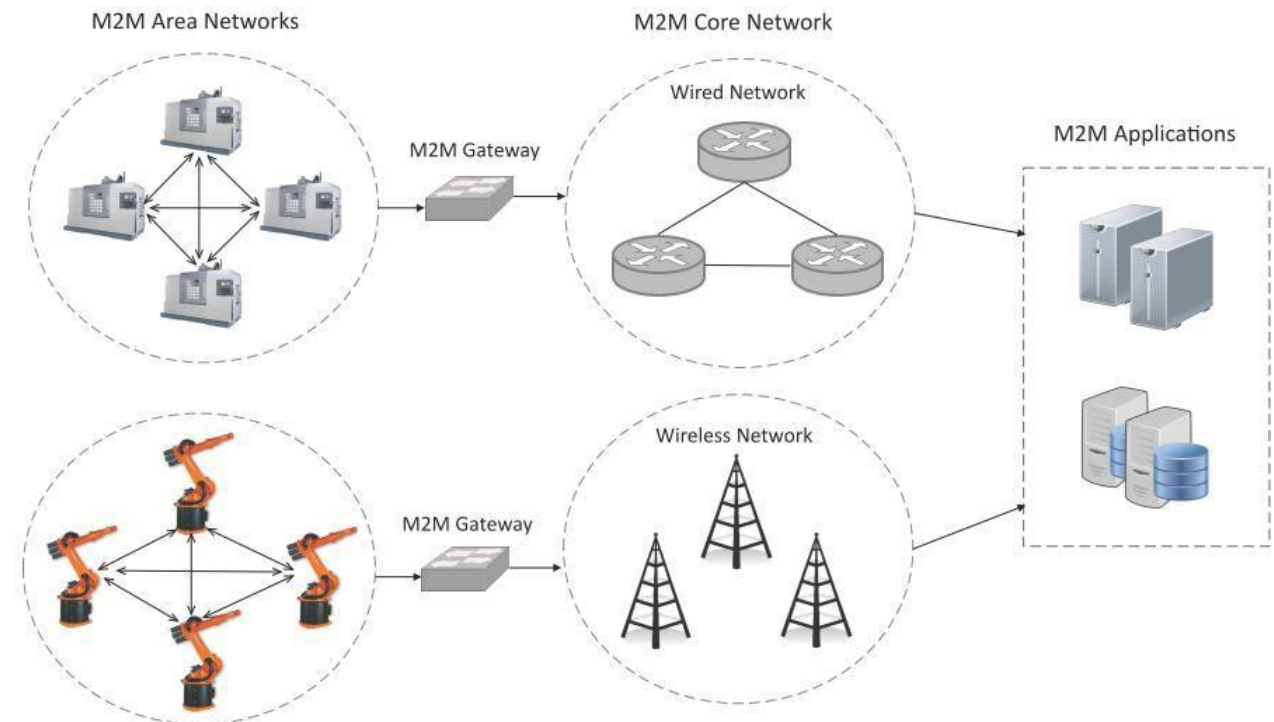 M2M Area Networks
M2M Core Network
Wired Network
M2M Gateway
M2M Applications
Wireless Network
M2M Gateway